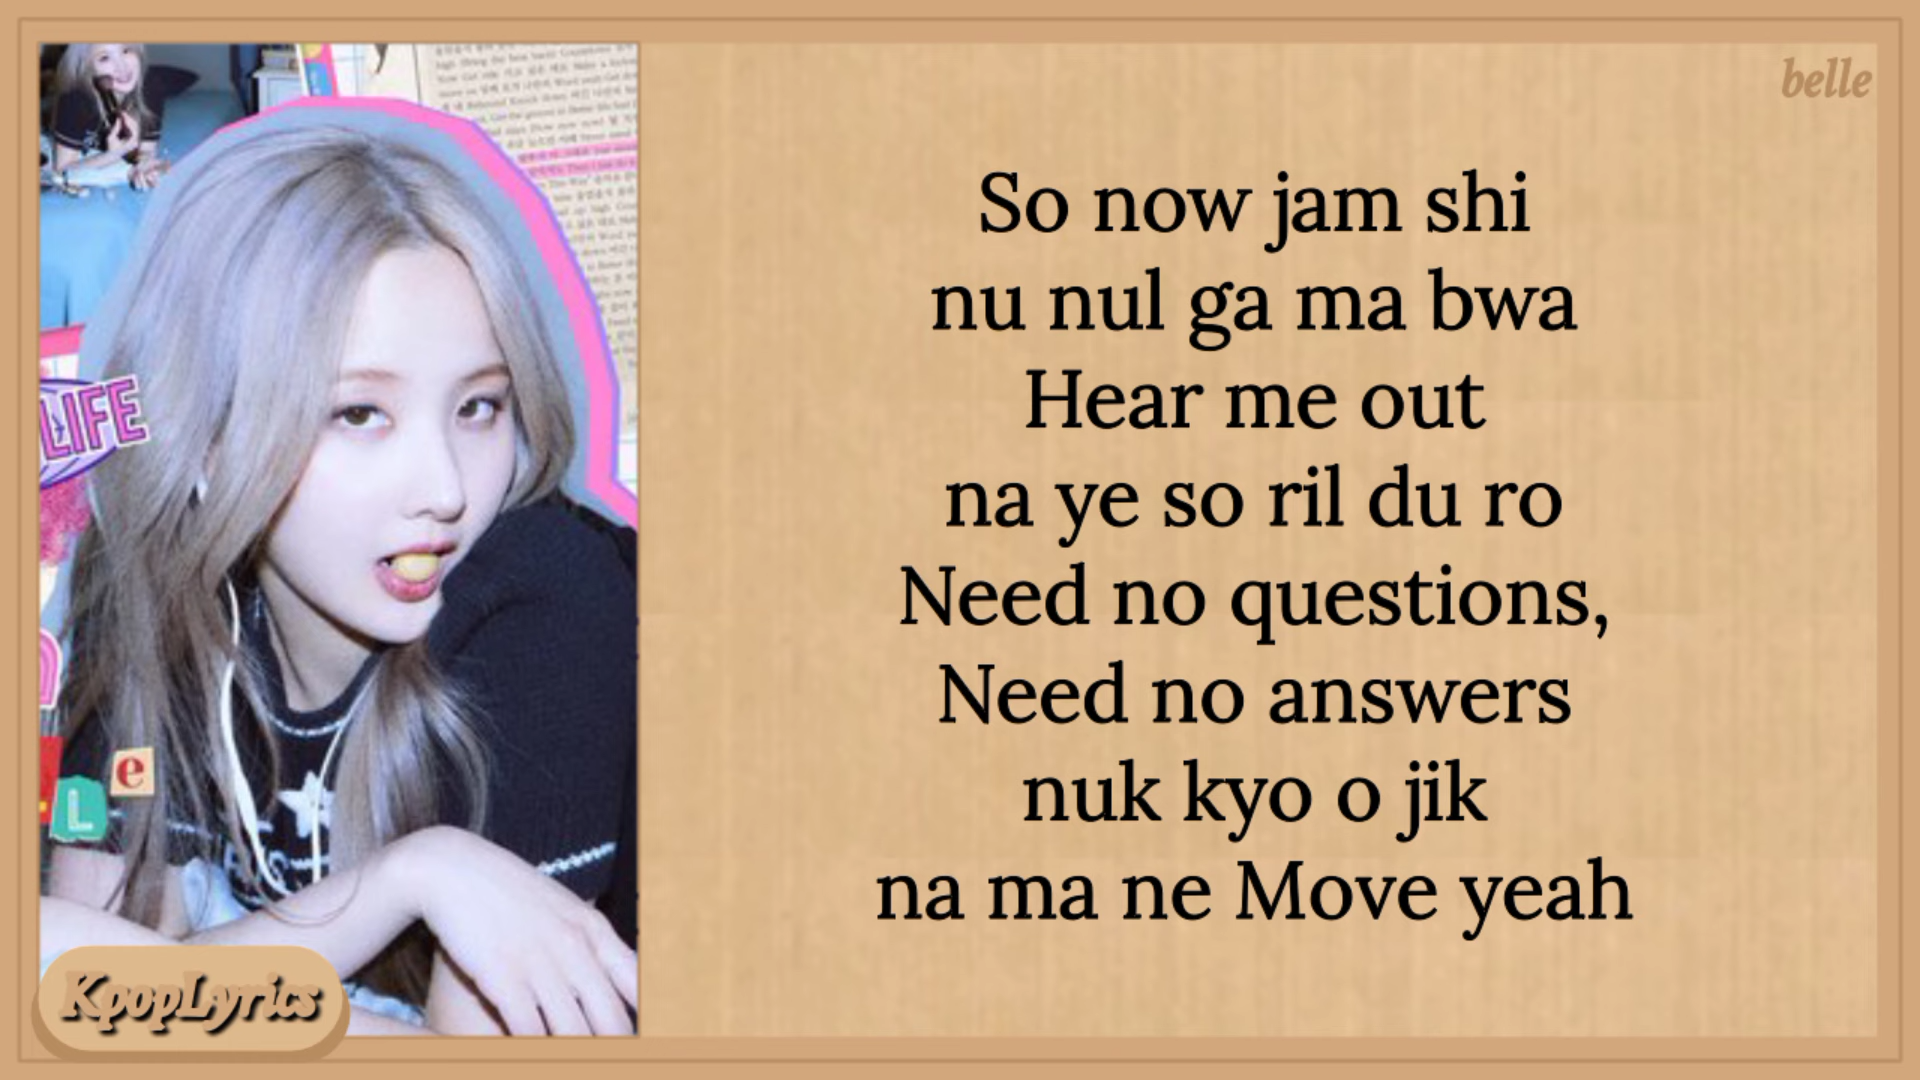 belle
So now jam shi
nu nul ga ma bwa
Hear me out
na ye so ril du ro
Need no questions,
Need no answers
nuk kyo o jik
na ma ne Move yeah
LIFE
e
L
KpopLyrics